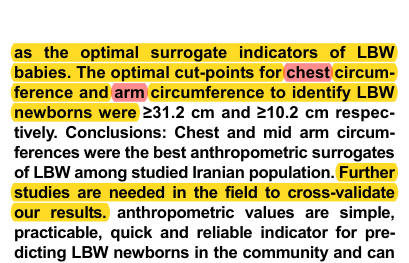 as the optimal surrogate indicators of LBW
babies. The optimal cut-points for chest circum-
ference and arm circumference to identify LBW
newborns were ≥31.2 cm and ≥10.2 cm respec-
tively. Conclusions: Chest and mid arm circum-
ferences were the best anthropometric surrogates
of LBW among studied Iranian population. Further
studies are needed in the field to cross-validate
our results. anthropometric values are simple,
practicable, quick and reliable indicator for pre-
dicting LBW newborns in the community and can